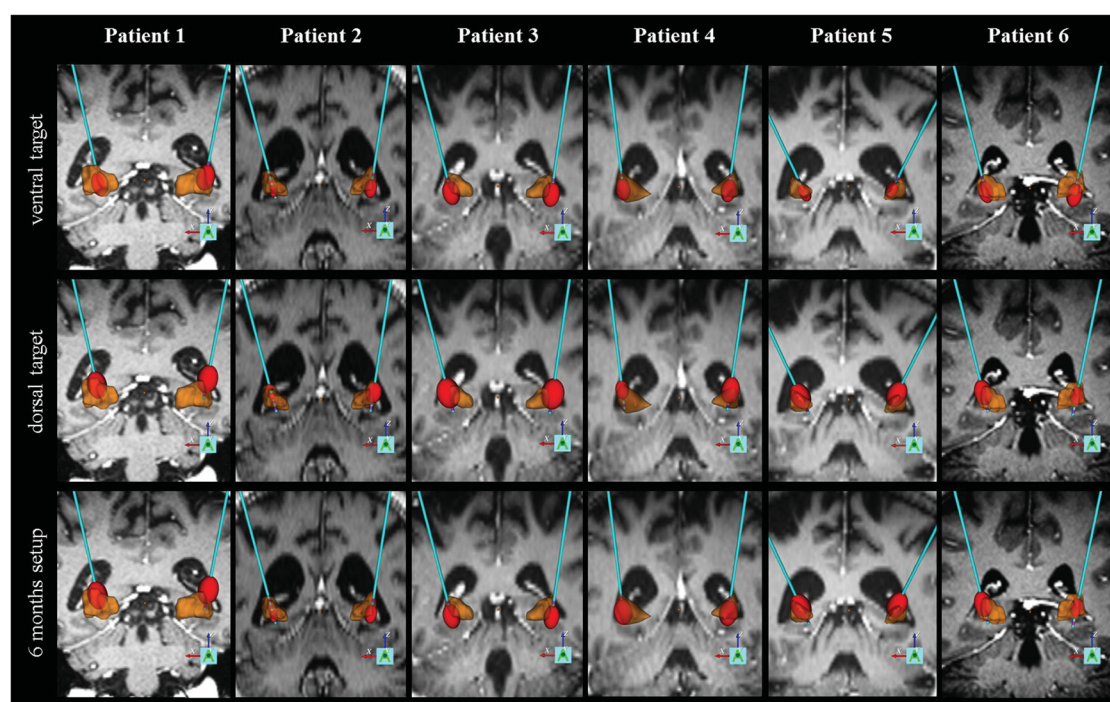 Patient 1 Patient 2 Patient 3 Patient 4 Patient 5 Patient 6
ventral target
z
x A x A x A x A x A x A
dorsal target
z
x A x A x A x A x A x A
6 months setup
z
x A x A x A x A x A x A